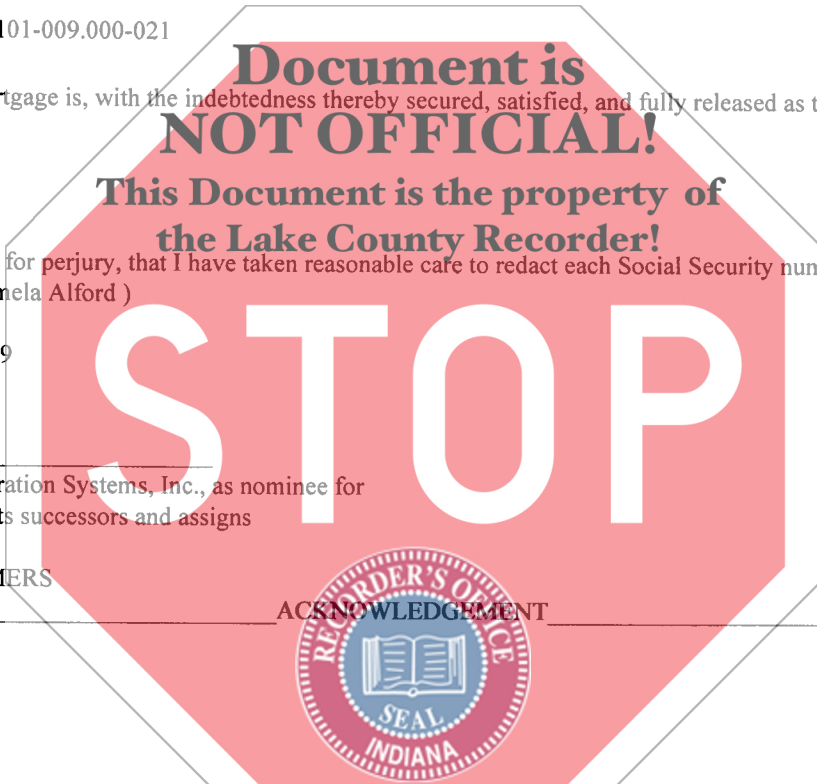 101-009.000-021
Document is
rtgage is, with the indebtedness thereby secured, satisfied, and fully released as t
NOT OFFICIAL!
This Document is the property of
the Lake County Recorder!
for perjury, that I have taken reasonable care to redact each Social Security num
nela Alford )
9
STOP
ration Systems, Inc., as nominee for
ts successors and assigns
MERS
ACKNOWLEDGEMENT
RECORDER'S OFFICE
SEAL
INDIANA